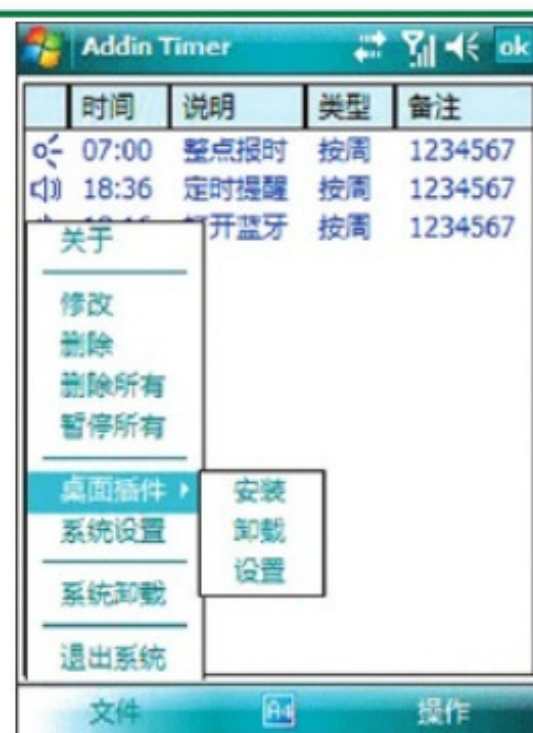 Addin Timer ok
时间 说明 类型 备注
07:00 整点报时 按周 1234567
18:36 定时提醒 按周 1234567
开蓝牙 按周 1234567
关于
修改
删除
删除所有
暂停所有
桌面插件
安装
卸载
设置
系统设置
系统卸载
退出系统
文件 操作